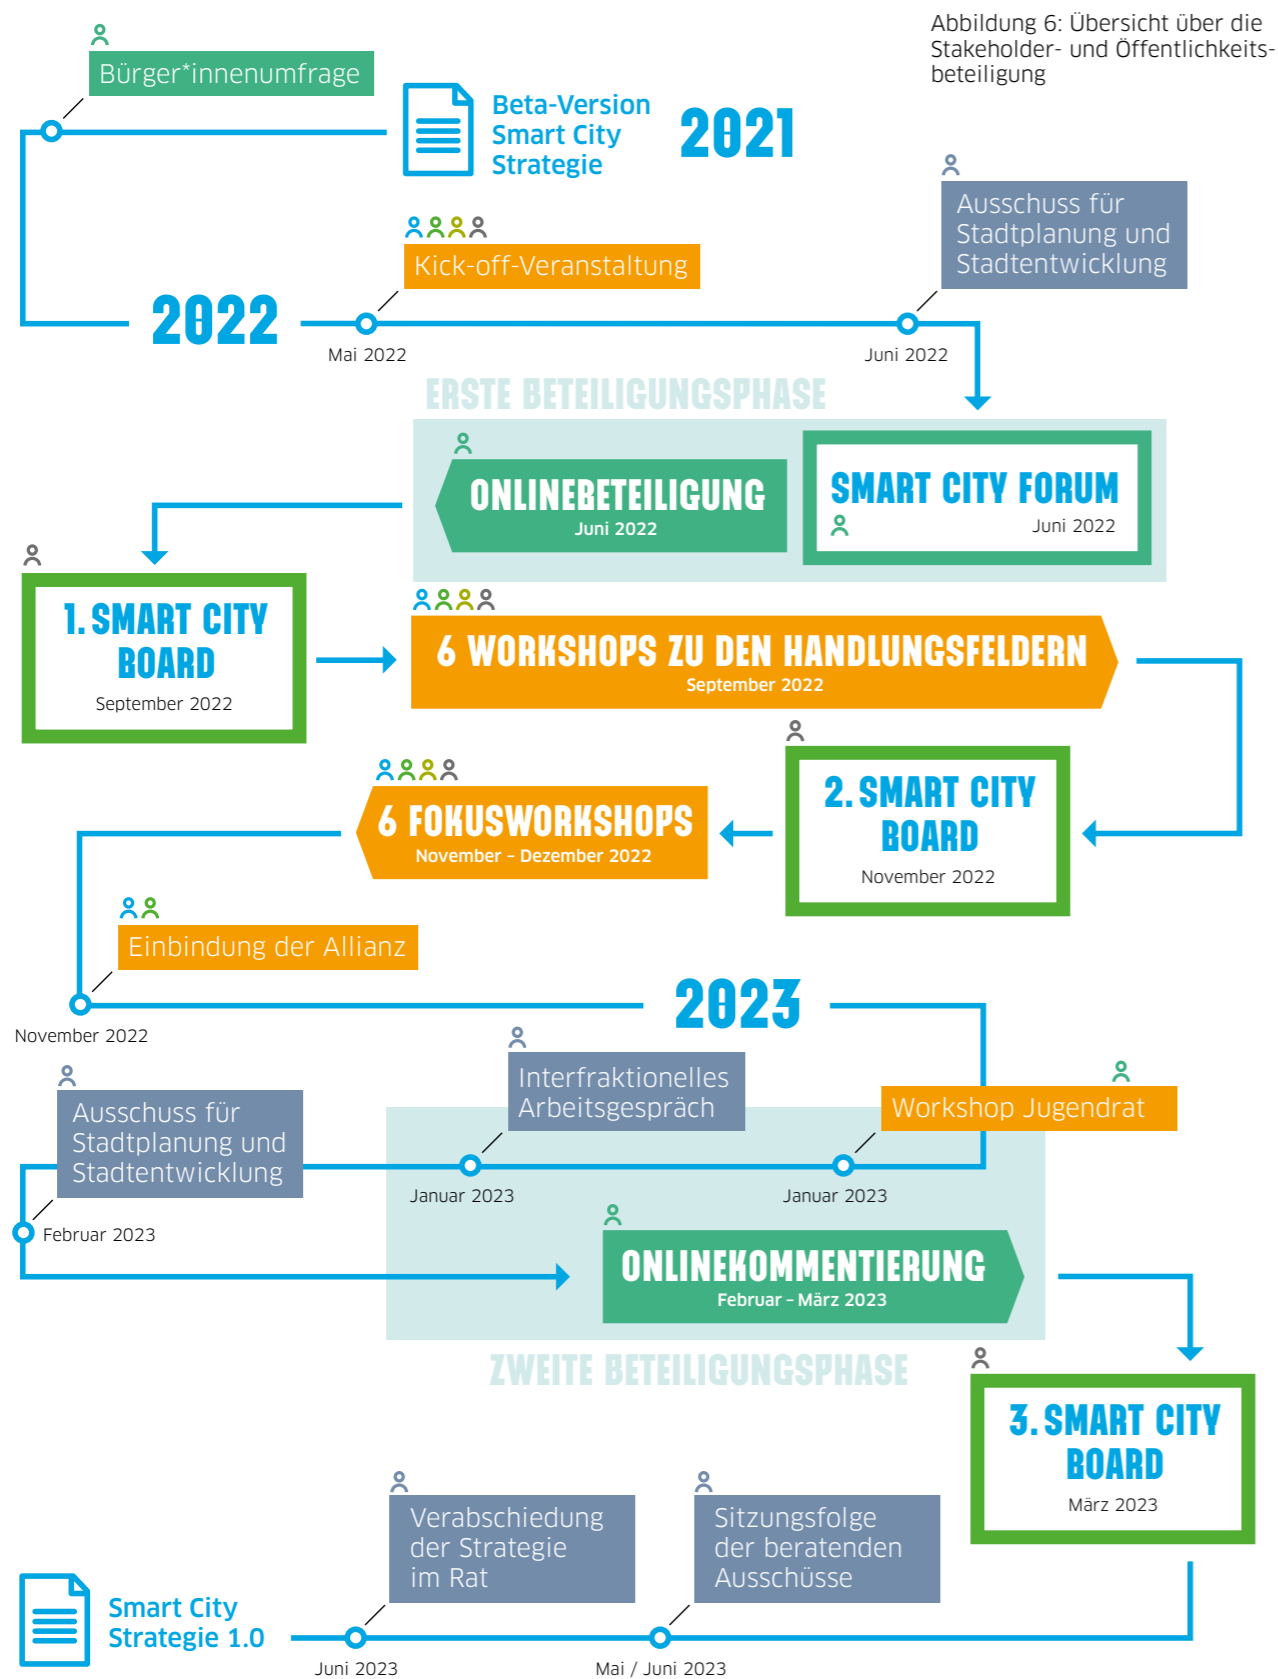 Abbildung 6: Übersicht über die
Stakeholder- und Öffentlichkeits-
beteiligung
Bürger*innenumfrage
Beta-Version
Smart City
Strategie
2021
Ausschuss für
Stadtplanung und
Stadtentwicklung
Kick-off-Veranstaltung
2022
Mai 2022
Juni 2022
ERSTE BETEILIGUNGSPHASE
SMART CITY FORUM
Juni 2022
ONLINEBETEILIGUNG
Juni 2022
1. SMART CITY
BOARD
September 2022
6 WORKSHOPS ZU DEN HANDLUNGSFELDERN
September 2022
2. SMART CITY
BOARD
November 2022
6 FOKUSWORKSHOPS
November – Dezember 2022
Einbindung der Allianz
November 2022
2023
Workshop Jugendrat
Januar 2023
Interfraktionelles
Arbeitsgespräch
Januar 2023
Ausschuss für
Stadtplanung und
Stadtentwicklung
Februar 2023
ONLINEKOMMENTIERUNG
Februar – März 2023
ZWEITE BETEILIGUNGSPHASE
3. SMART CITY
BOARD
März 2023
Sitzungsfolge
der beratenden
Ausschüsse
Mai / Juni 2023
Verabschiedung
der Strategie
im Rat
Juni 2023
Smart City
Strategie 1.0